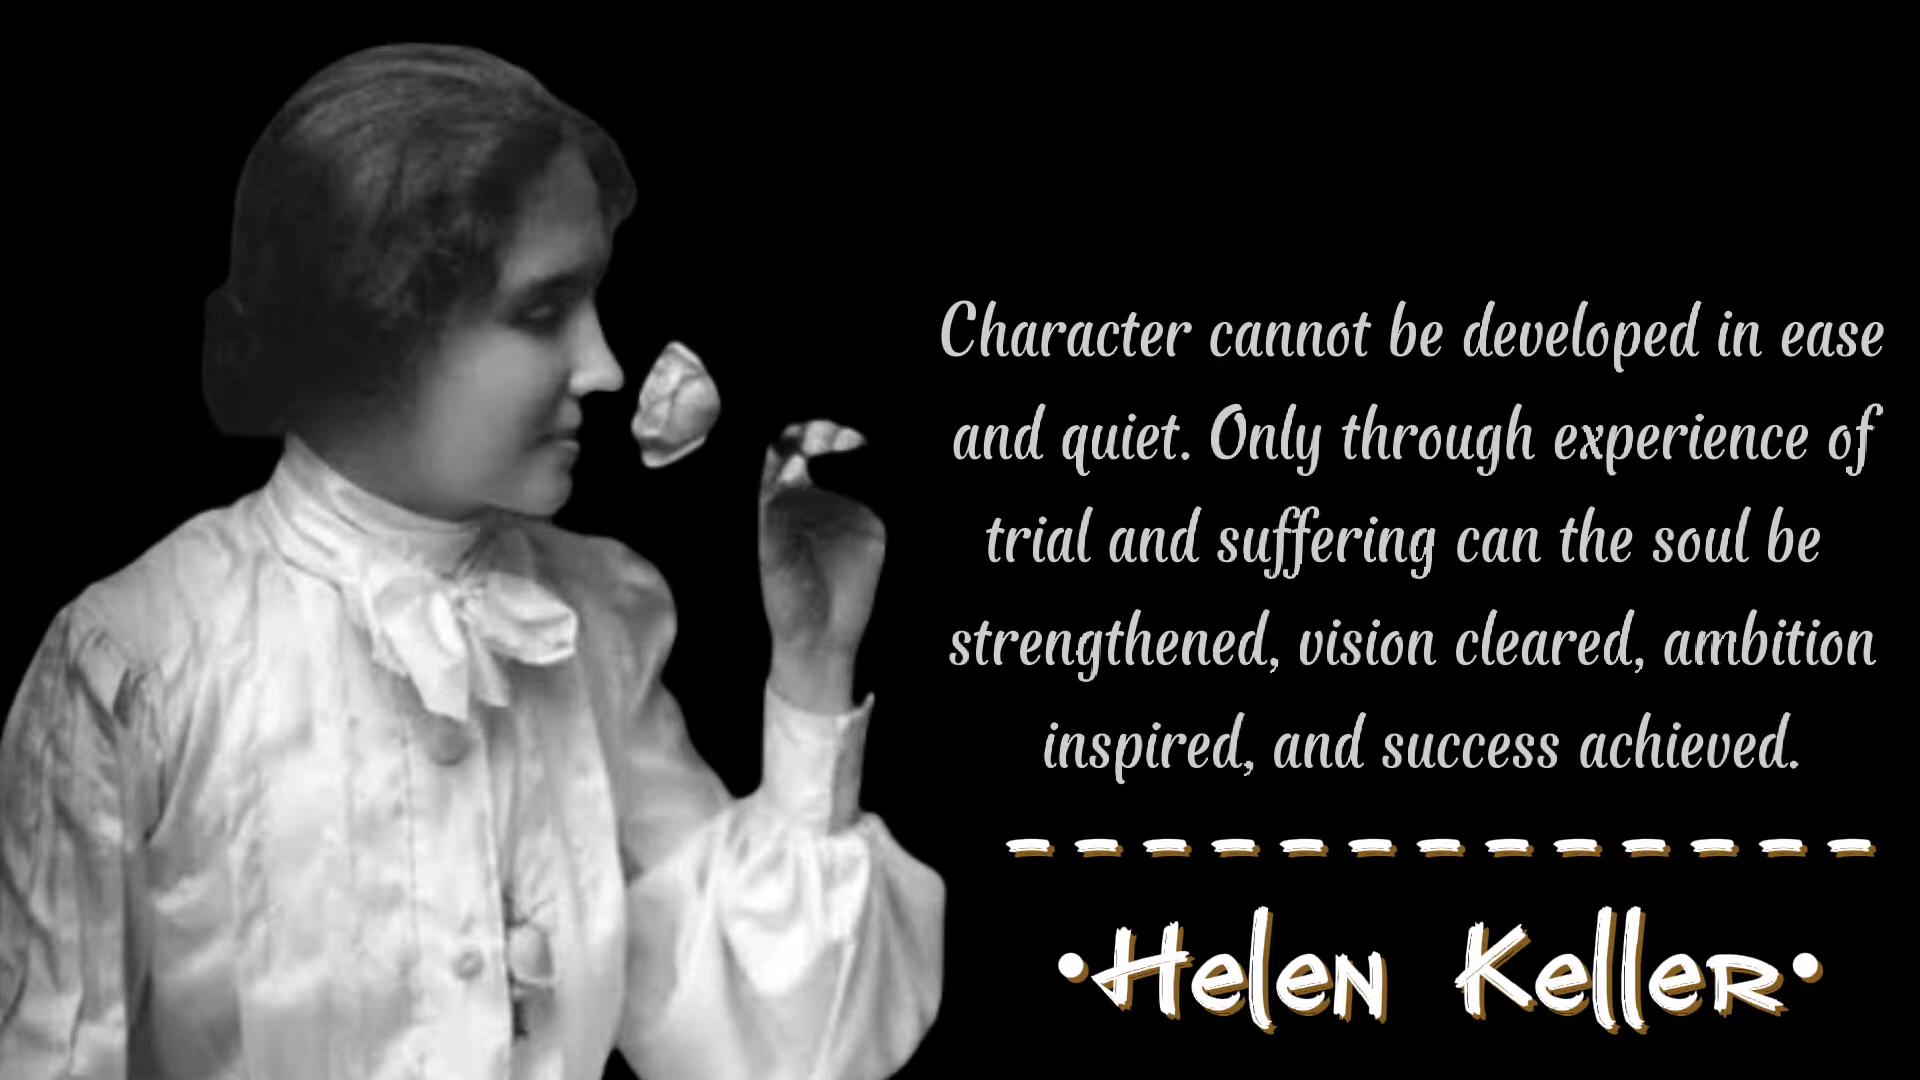 Character cannot be developed in ease
and quiet. Only through experience of
trial and suffering can the soul be
strengthened, vision cleared, ambition
inspired, and success achieved.
•Helen Keller•